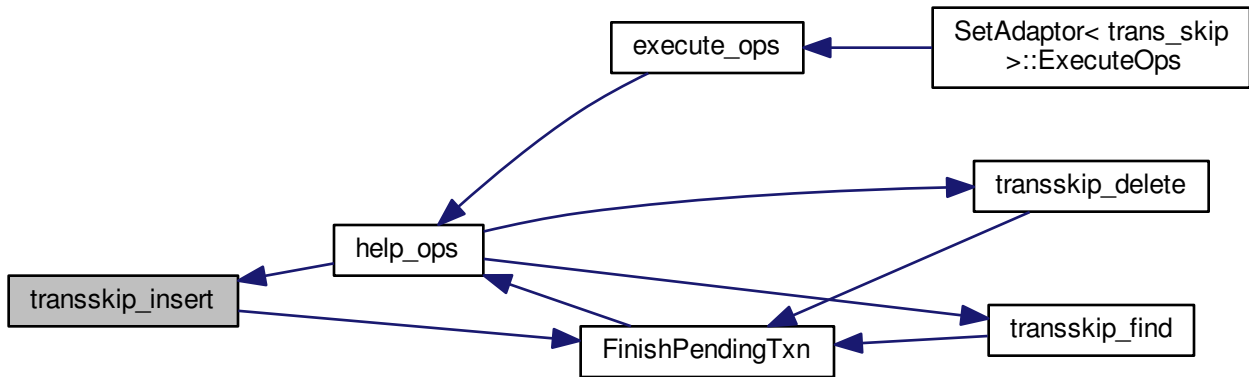 execute_ops
SetAdaptor< trans_skip
>::ExecuteOps
transskip_delete
help_ops
transskip_insert
FinishPendingTxn
transskip_find